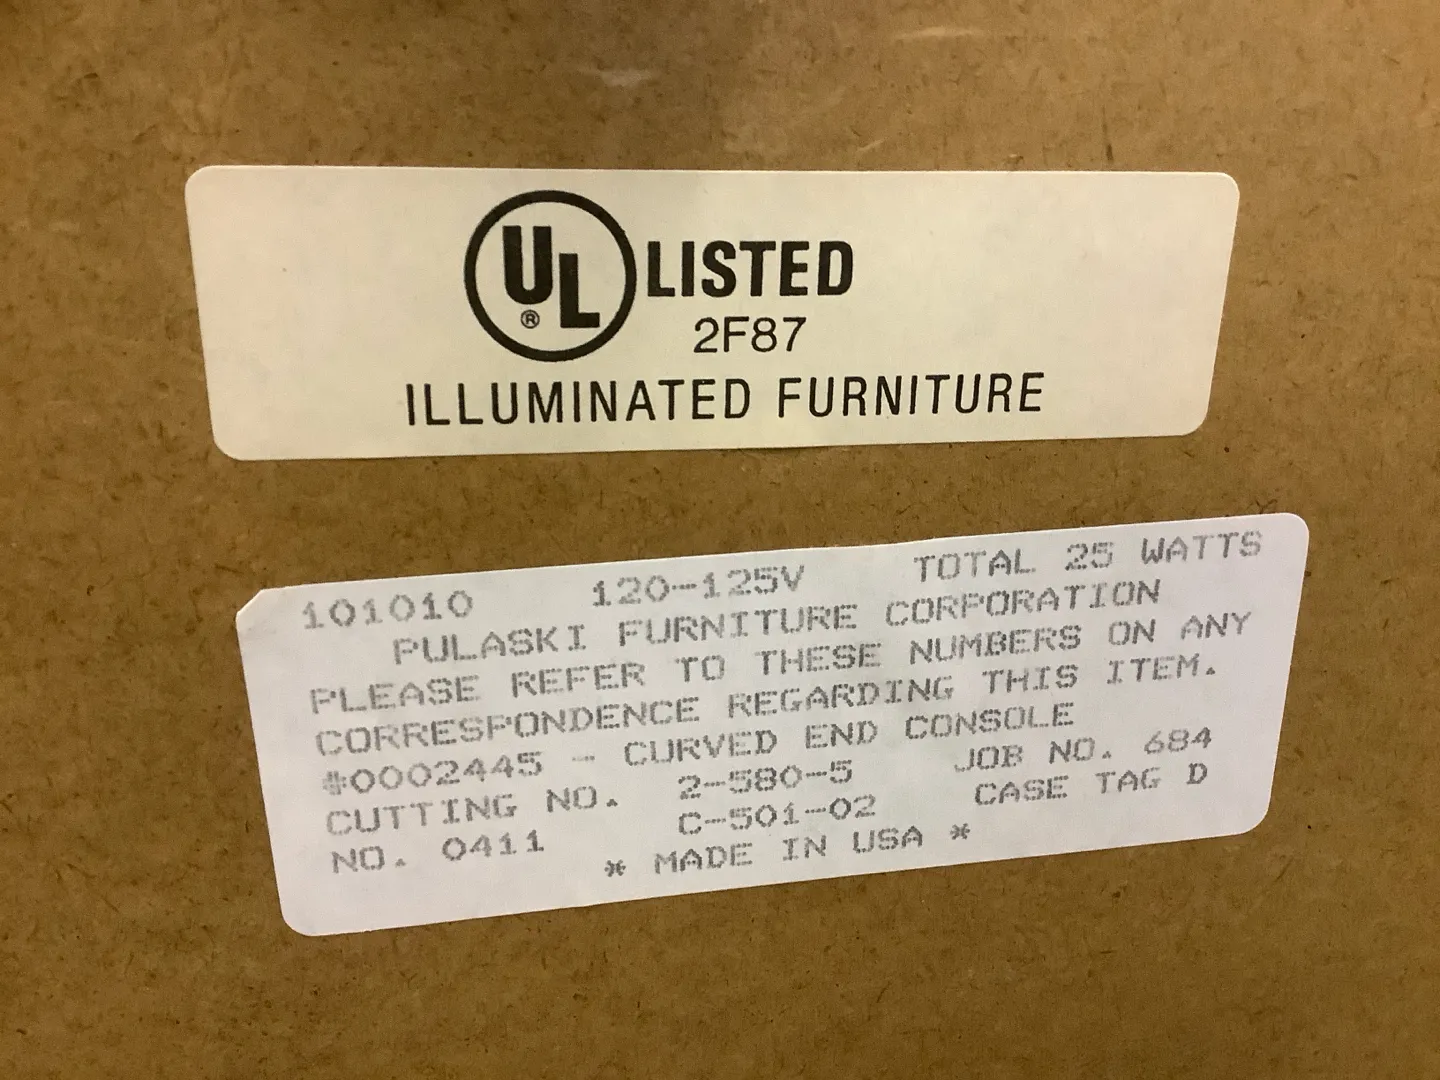 UL ® LISTED
2F87
ILLUMINATED FURNITURE
101010 120-125V TOTAL 25 WATTS
PULASKI FURNITURE CORPORATION
PLEASE REFER TO THESE NUMBERS ON ANY
CORRESPONDENCE REGARDING THIS ITEM.
#0002445 - CURVED END CONSOLE
CUTTING NO. 2-580-5 JOB NO. 684
NO. 0411 C-501-02 CASE TAG D
* MADE IN USA *